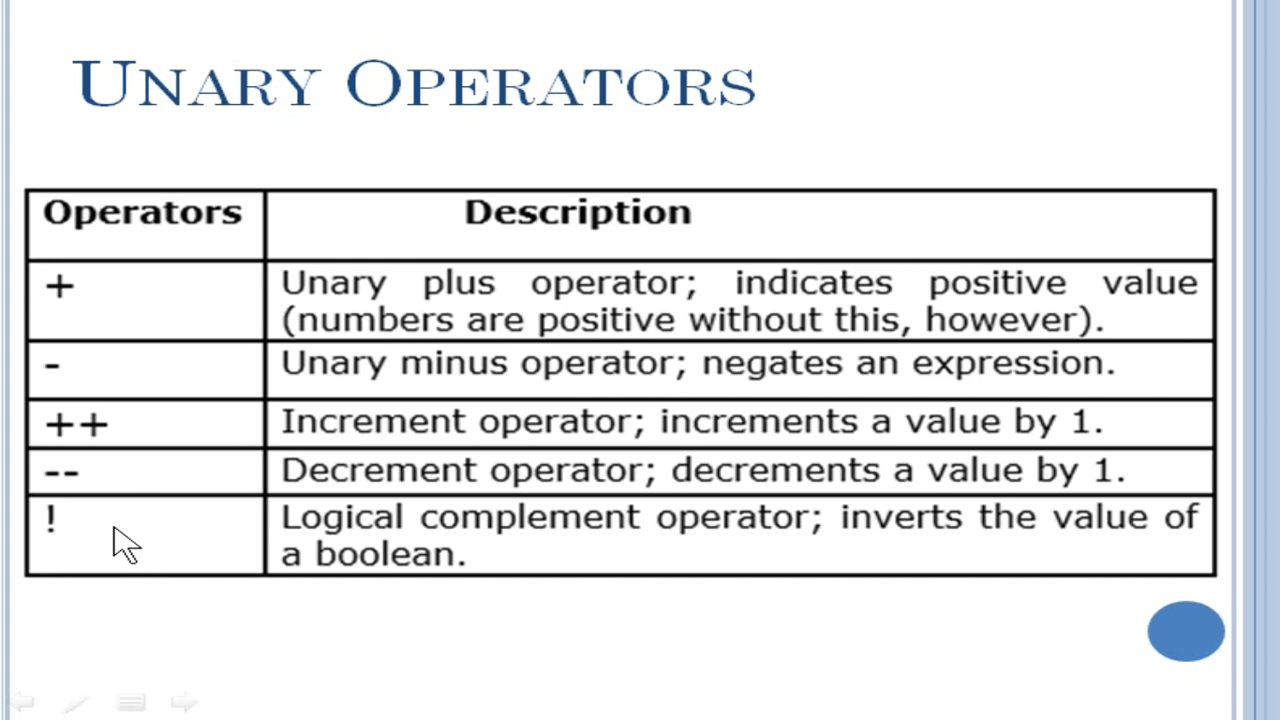 UNARY OPERATORS
Operators Description
+ Unary plus operator; indicates positive value
(numbers are positive without this, however).
- Unary minus operator; negates an expression.
++ Increment operator; increments a value by 1.
-- Decrement operator; decrements a value by 1.
! Logical complement operator; inverts the value of
a boolean.